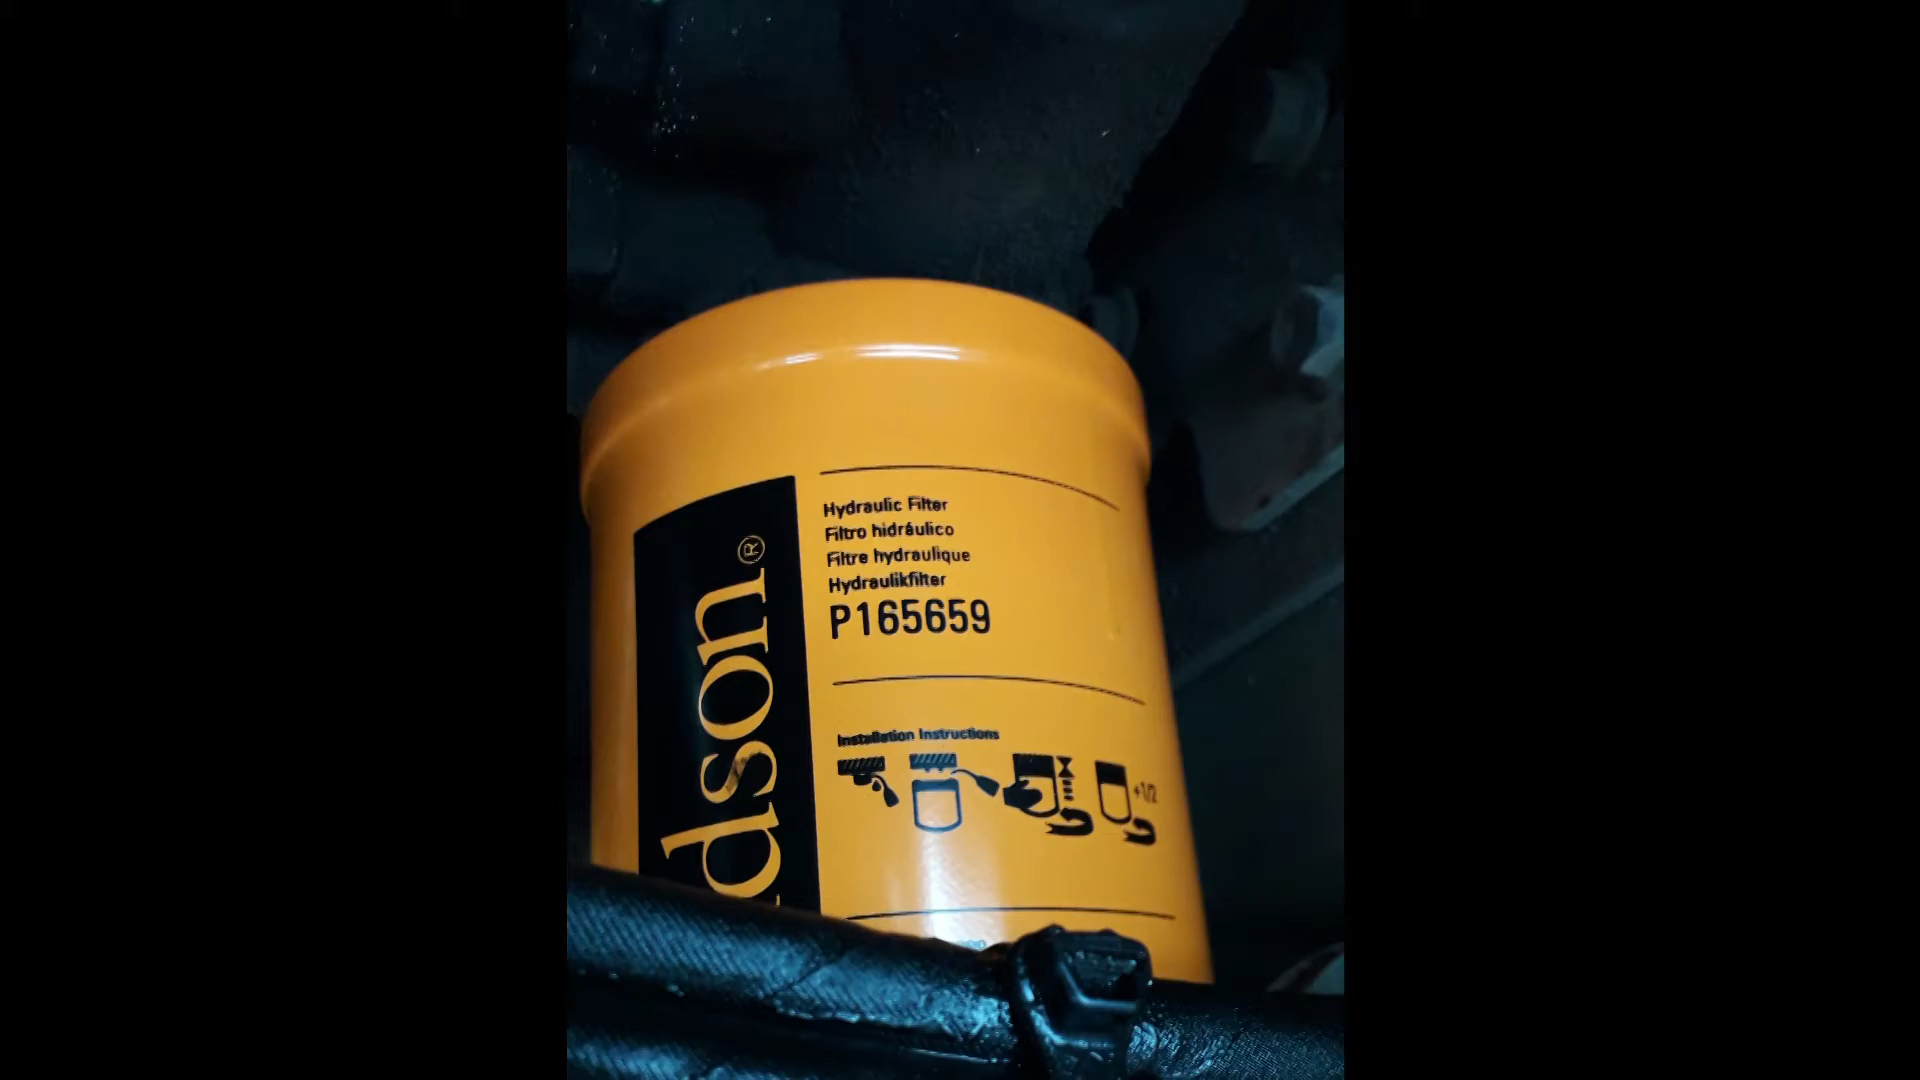 dson®
Hydraulic Filter
Filtro hidráulico
Filtre hydraulique
Hydraulikfilter
P165659
Installation Instructions
+1/2